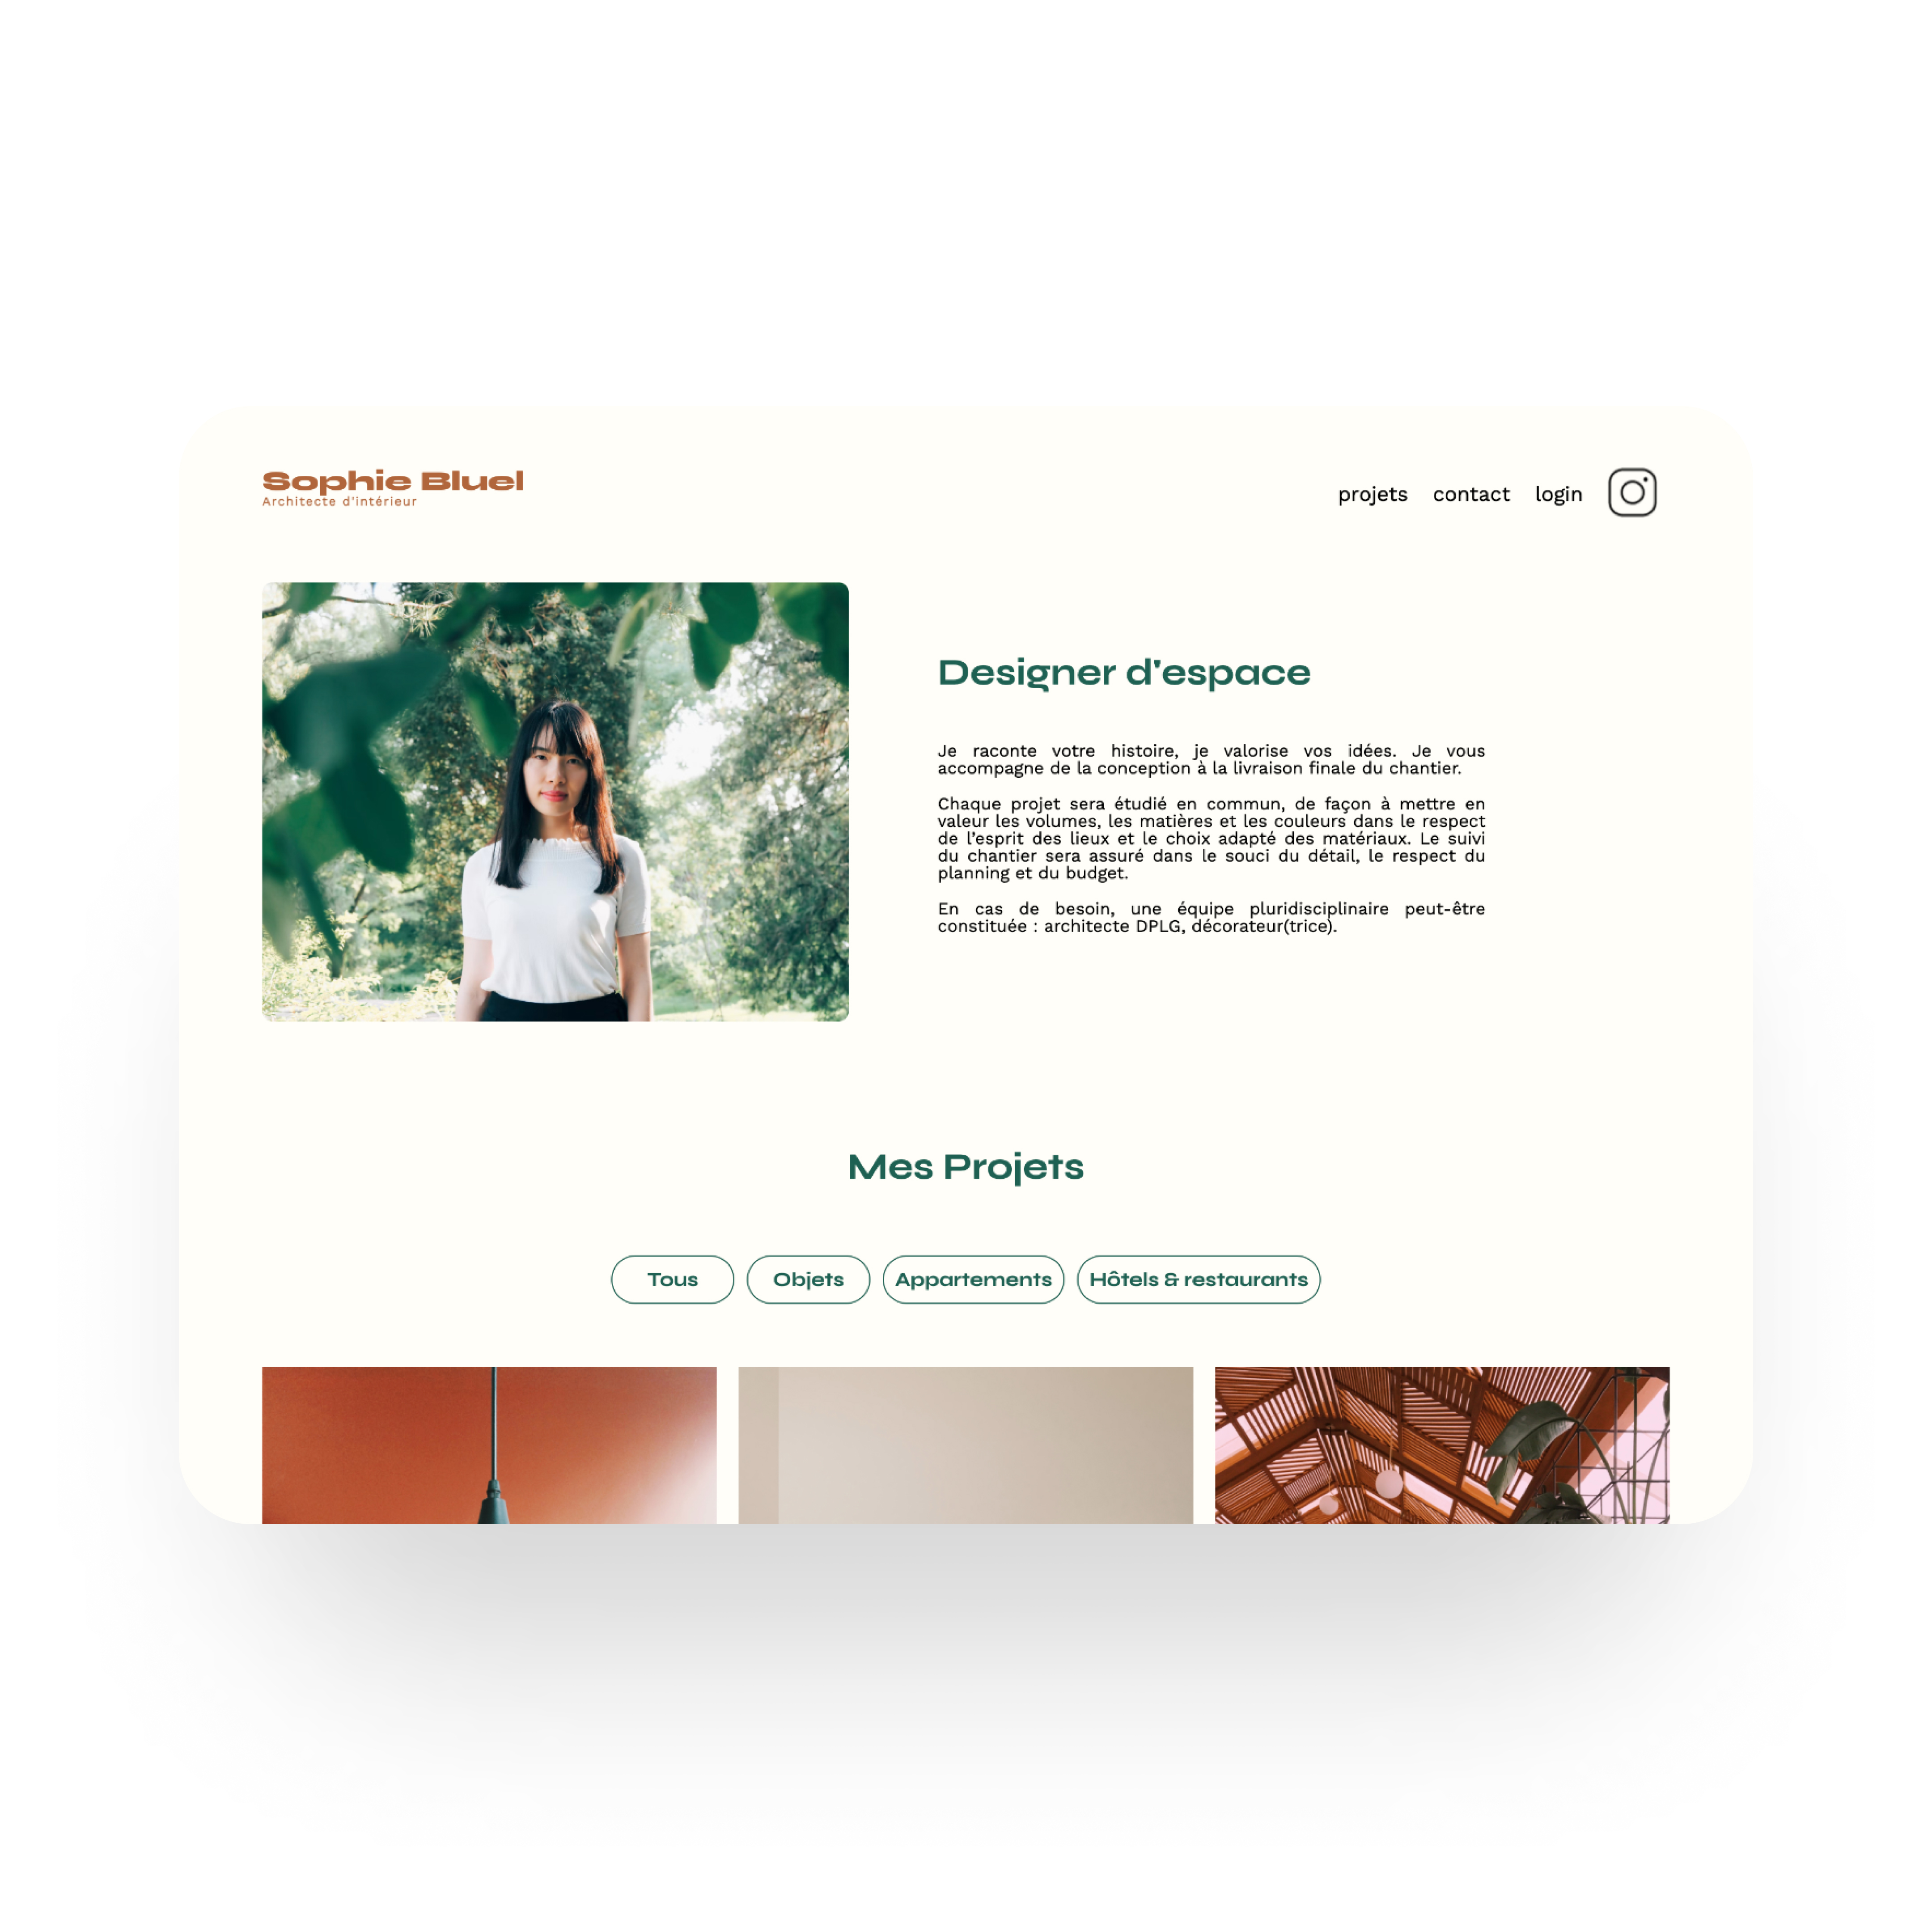 Sophie Bluel
Architecte d'intérieur
projets contact login
Designer d'espace
Je raconte votre histoire, je valorise vos idées. Je vous
accompagne de la conception à la livraison finale du chantier.
Chaque projet sera étudié en commun, de façon à mettre en
valeur les volumes, les matières et les couleurs dans le respect
de l’esprit des lieux et le choix adapté des matériaux. Le suivi
du chantier sera assuré dans le souci du détail, le respect du
planning et du budget.
En cas de besoin, une équipe pluridisciplinaire peut-être
constituée : architecte DPLG, décorateur(trice).
Mes Projets
Tous Objets Appartements Hôtels & restaurants